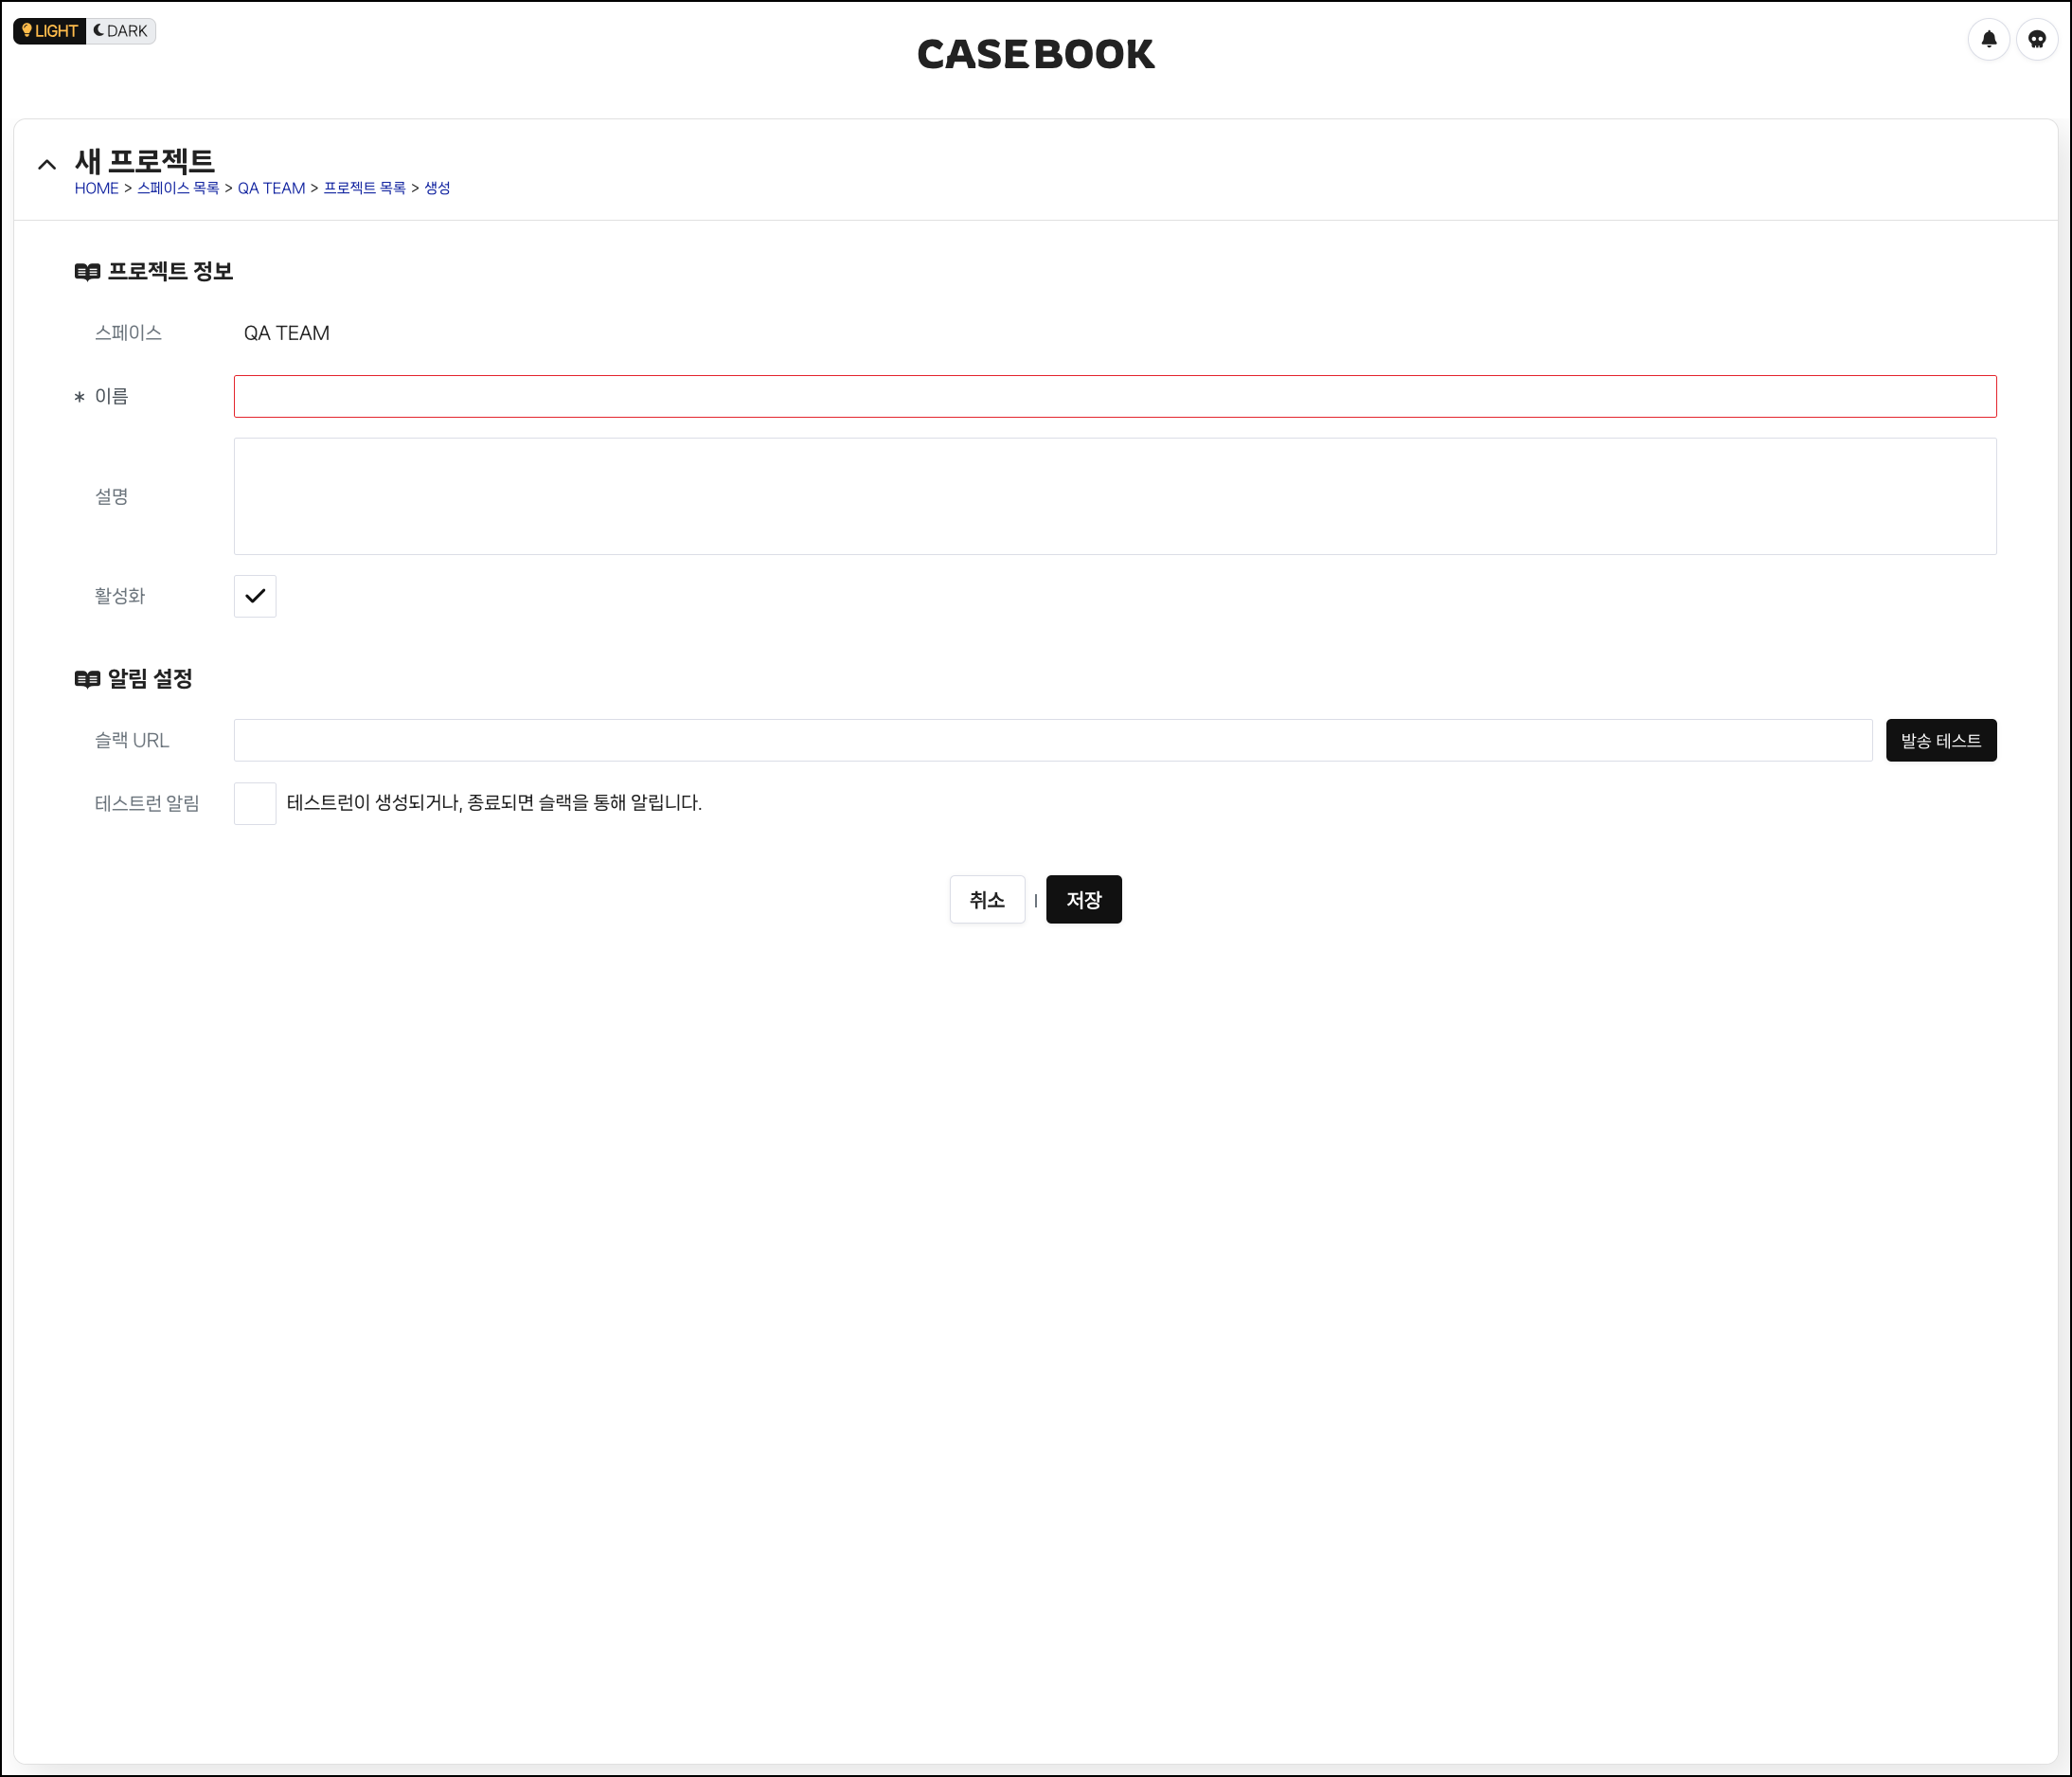 LIGHT DARK
CASEBOOK
새 프로젝트
HOME > 스페이스 목록 > QA TEAM > 프로젝트 목록 > 생성
프로젝트 정보
스페이스 QA TEAM
* 이름
설명
활성화
알림 설정
슬랙 URL 발송 테스트
테스트런 알림 테스트런이 생성되거나, 종료되면 슬랙을 통해 알립니다.
취소 | 저장